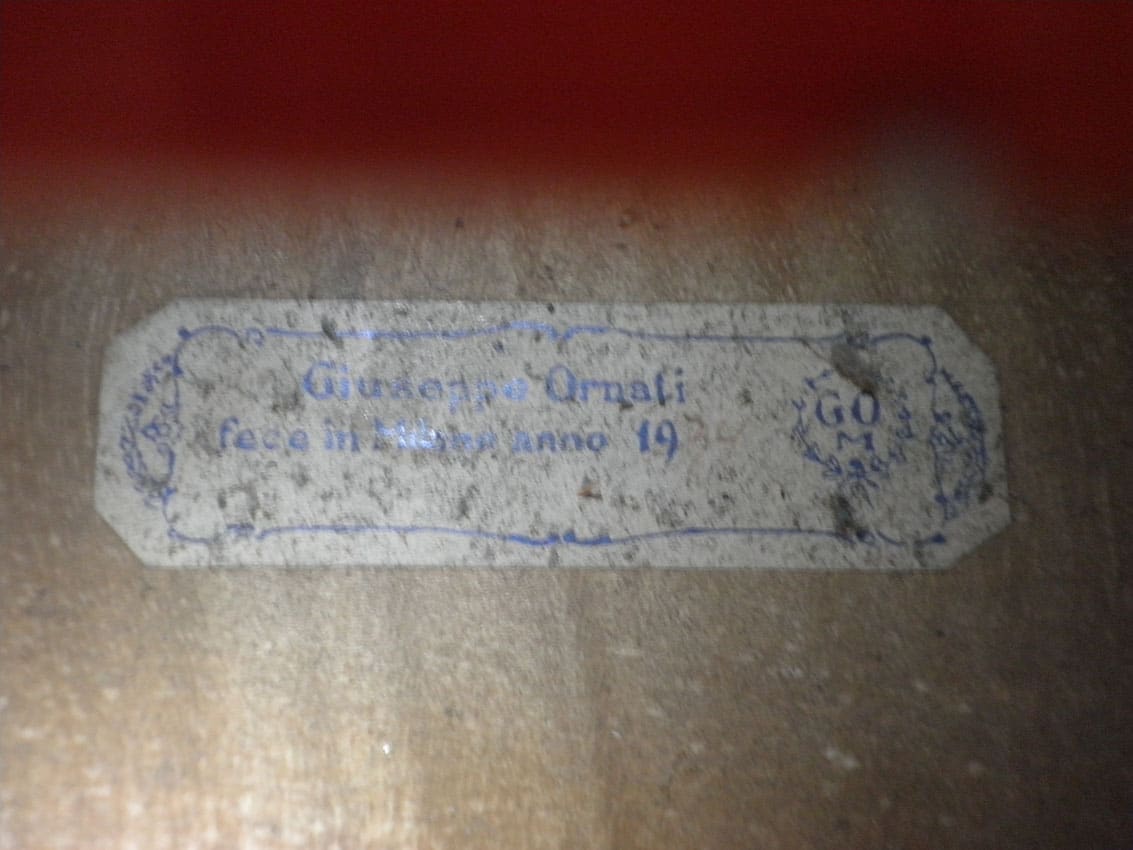 Giuseppe Ornati
fece in Milano anno 19
GO
M